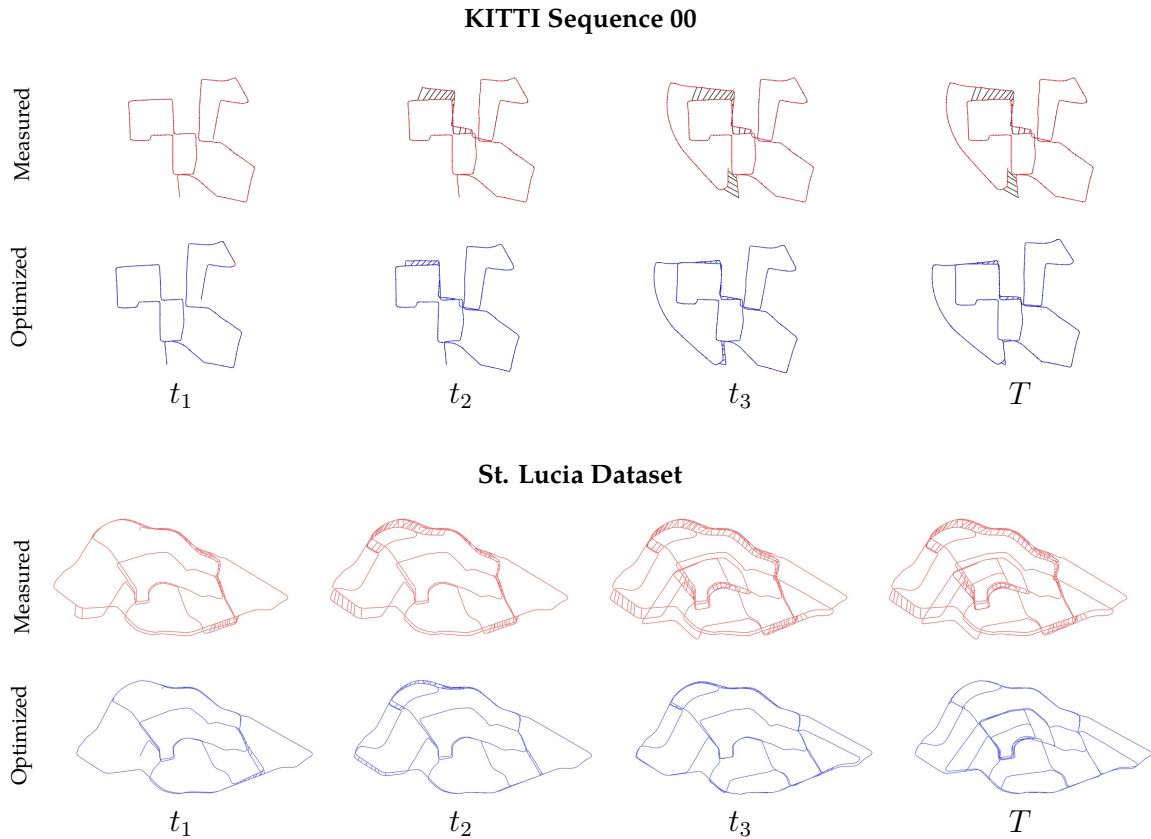 KITTI Sequence 00
Measured
Optimized
t₁ t₂ t₃ T
St. Lucia Dataset
Measured
Optimized
t₁ t₂ t₃ T